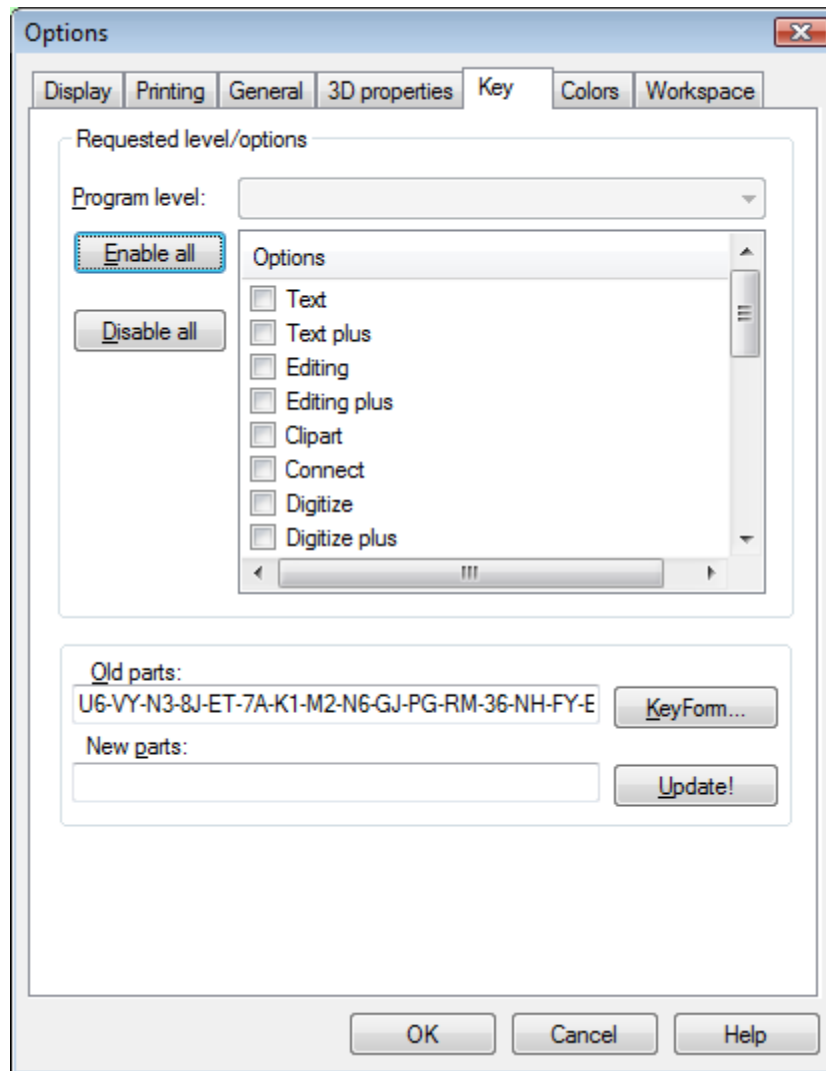 Options
Display Printing General 3D properties Key Colors Workspace
Requested level/options
Program level:
Enable all
Disable all
Options
Text
Text plus
Editing
Editing plus
Clipart
Connect
Digitize
Digitize plus
Old parts:
U6-VY-N3-8J-ET-7A-K1-M2-N6-GJ-PG-RM-36-NH-FY-E
KeyForm...
New parts:
Update!
OK Cancel Help